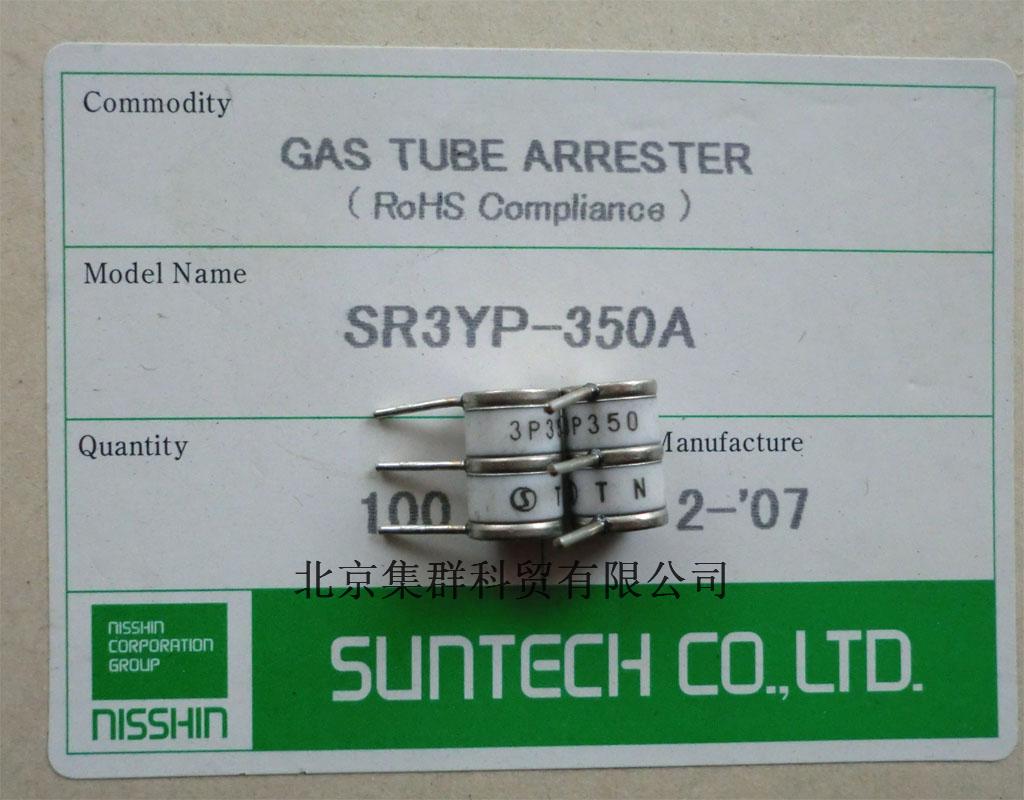 Commodity
GAS TUBE ARRESTER
( RoHS Compliance )
Model Name
SR3YP-350A
3P35
P350
Quantity
Manufacture
100
T
T N
2-'07
北京集群科贸有限公司
NISSHIN
CORPORATION
GROUP
NISSHIN
SUNTECH CO.,LTD.